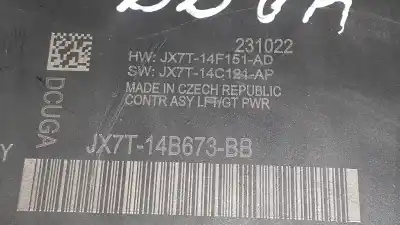 231022
HW: JX7T-14F151-AD
SW: JX7T-14C184-AP
MADE IN CZECH REPUBLIC
CONTR ASY LFT/GT PWR
DCUGA
JX7T-14B673-BB
Y